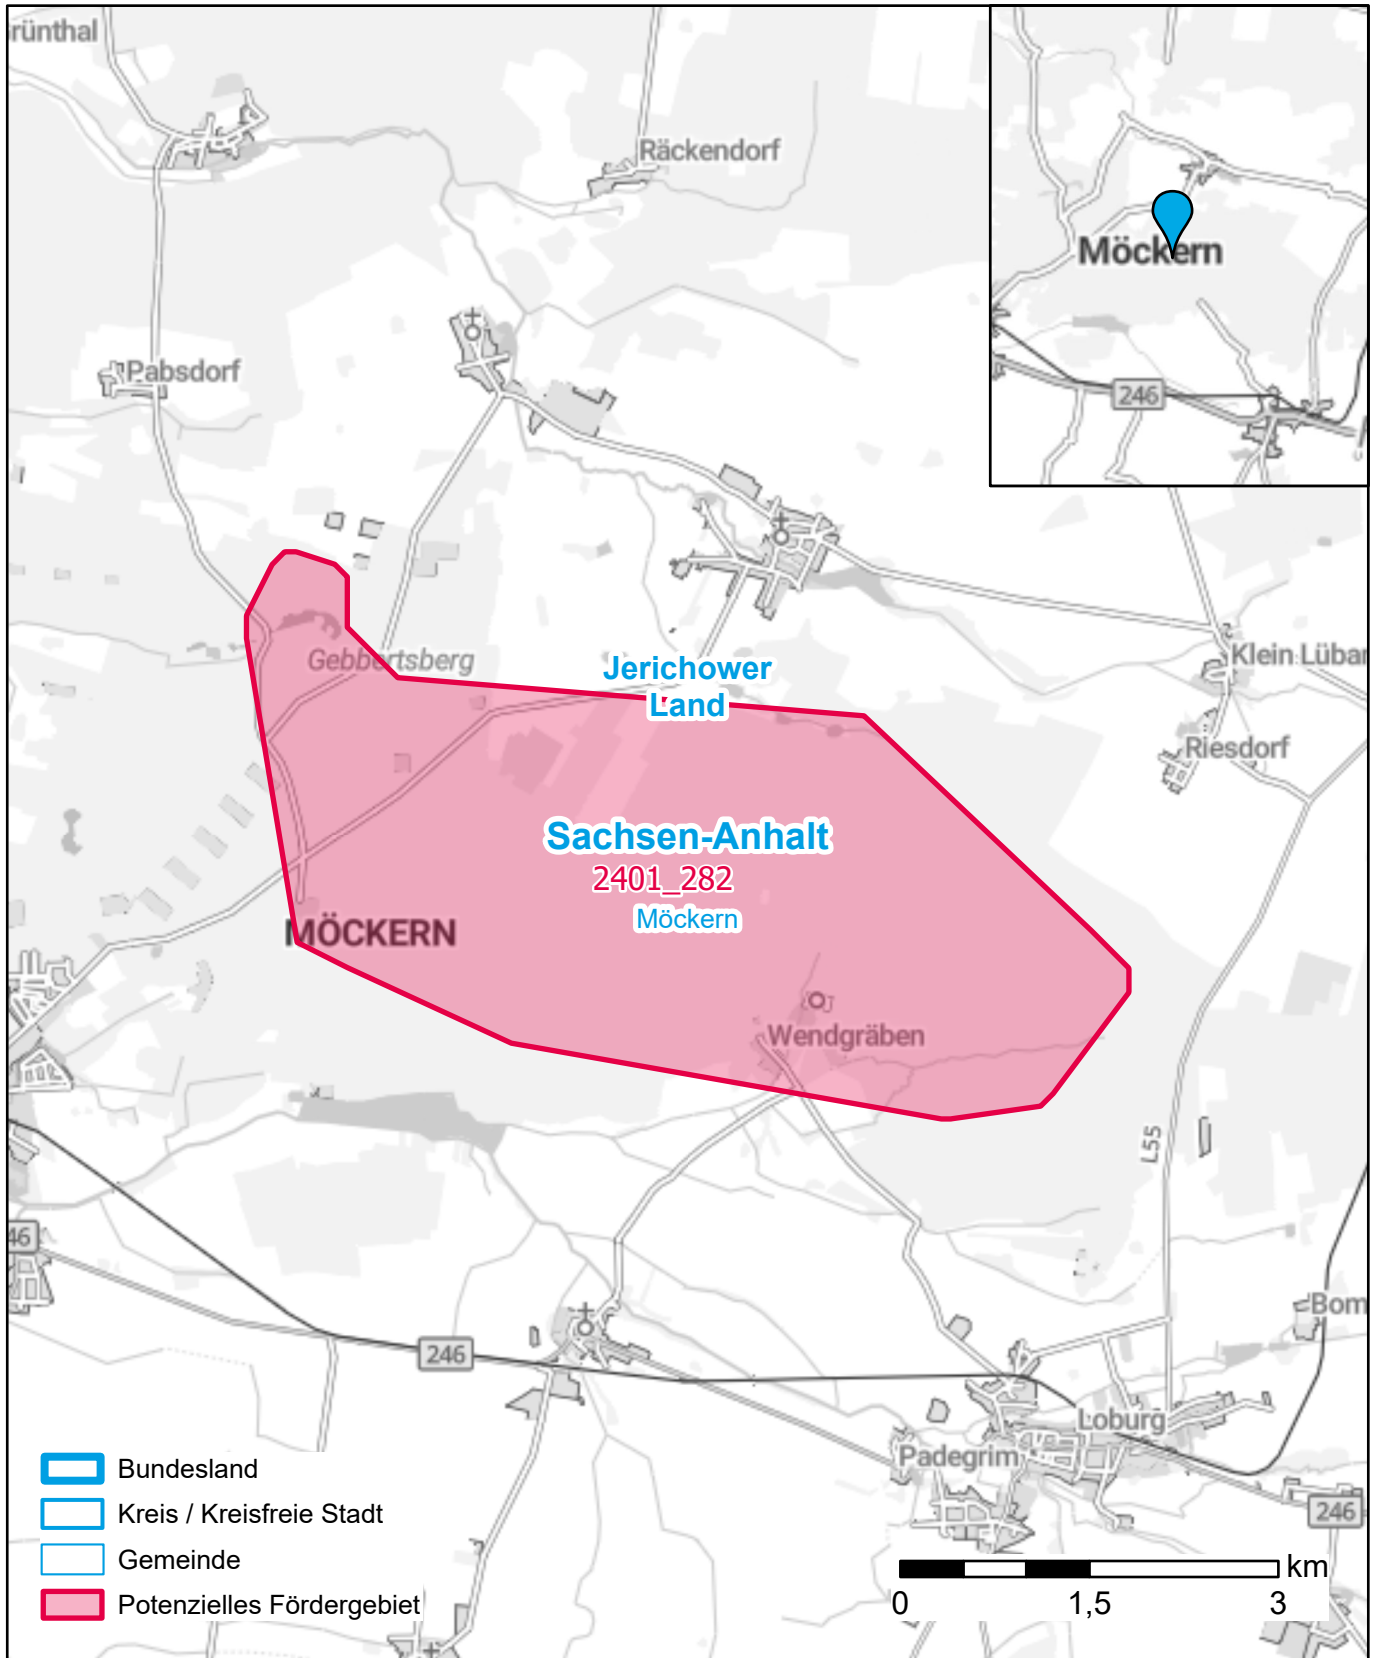 rünthal
Räckendorf
Möckern
246
Pabsdorf
Gebbertsberg
Jerichower
Land
Klein Lübar
Riesdorf
Sachsen-Anhalt
2401_282
Möckern
MÖCKERN
Wendgräben
L55
46
246
Bom
Loburg
Padegrim
246
Bundesland
Kreis / Kreisfreie Stadt
Gemeinde
Potenzielles Fördergebiet
km
0 1,5 3